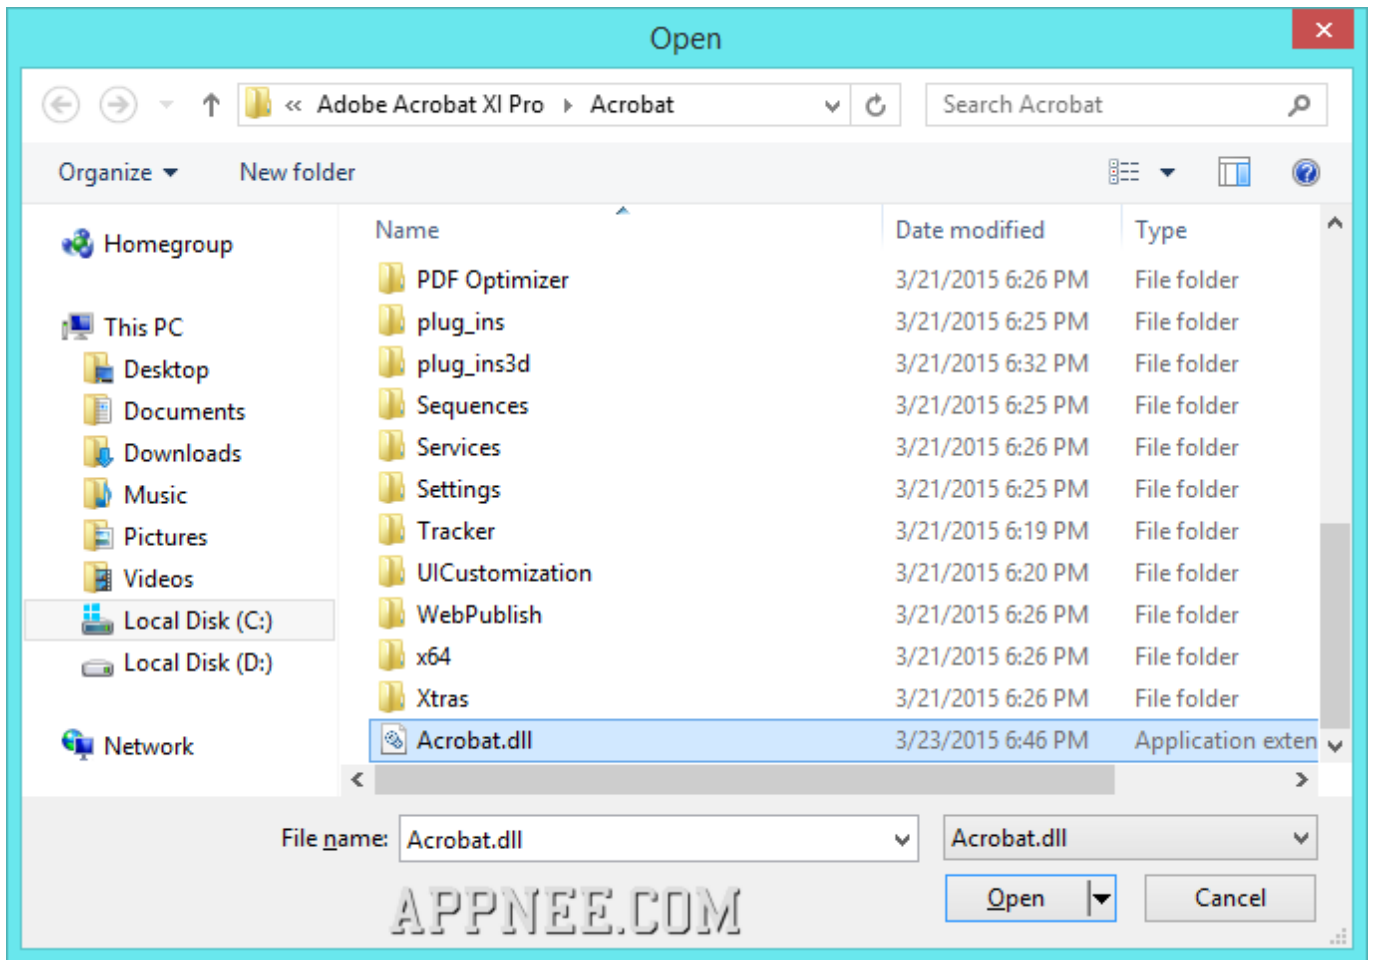 Open
« Adobe Acrobat XI Pro Acrobat Search Acrobat
Organize New folder
Name Date modified Type
Homegroup
This PC
Desktop
Documents
Downloads
Music
Pictures
Videos
Local Disk (C:)
Local Disk (D:)
Network
PDF Optimizer 3/21/2015 6:26 PM File folder
plug_ins 3/21/2015 6:25 PM File folder
plug_ins3d 3/21/2015 6:32 PM File folder
Sequences 3/21/2015 6:25 PM File folder
Services 3/21/2015 6:26 PM File folder
Settings 3/21/2015 6:25 PM File folder
Tracker 3/21/2015 6:19 PM File folder
UICustomization 3/21/2015 6:20 PM File folder
WebPublish 3/21/2015 6:26 PM File folder
x64 3/21/2015 6:26 PM File folder
Xtras 3/21/2015 6:26 PM File folder
Acrobat.dll 3/23/2015 6:46 PM Application exten
File name: Acrobat.dll Acrobat.dll
Open Cancel
APPNEE.COM